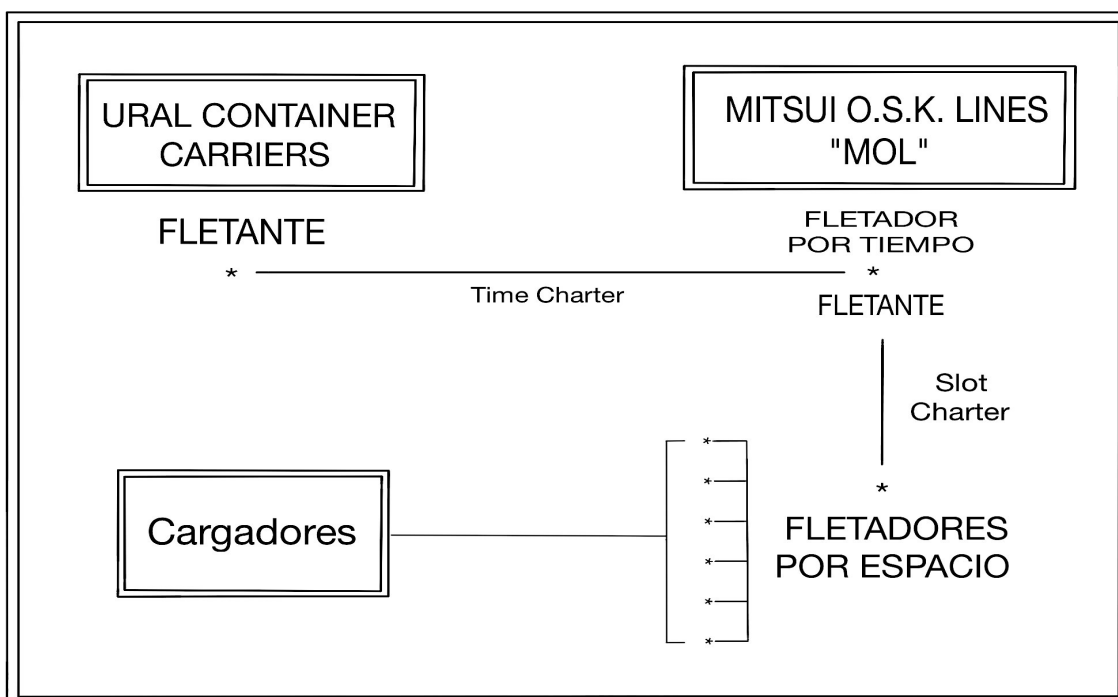 URAL CONTAINER
CARRIERS
FLETANTE
*
MITSUI O.S.K. LINES
"MOL"
FLETADOR
POR TIEMPO
*
Time Charter
FLETANTE
Slot
Charter
*
FLETADORES
POR ESPACIO
*
*
*
*
*
*
Cargadores